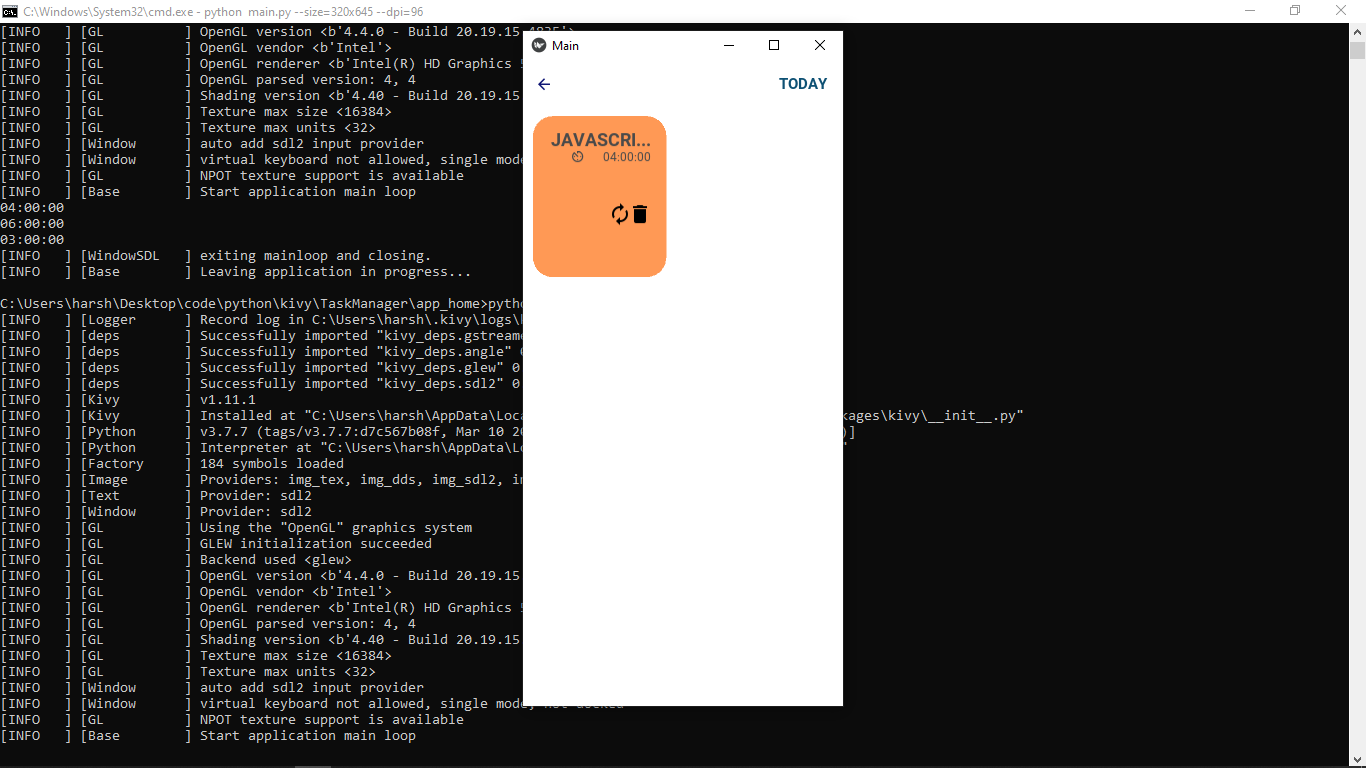 C:\Windows\System32\cmd.exe - python main.py --size=320x645 --dpi=96
[INFO   ] [GL          ] OpenGL version <b'4.4.0 - Build 20.19.15.4835'>
[INFO   ] [GL          ] OpenGL vendor <b'Intel'>
[INFO   ] [GL          ] OpenGL renderer <b'Intel(R) HD Graphics
[INFO   ] [GL          ] OpenGL parsed version: 4, 4
[INFO   ] [GL          ] Shading version <b'4.40 - Build 20.19.15
[INFO   ] [GL          ] Texture max size <16384>
[INFO   ] [GL          ] Texture max units <32>
[INFO   ] [Window      ] auto add sdl2 input provider
[INFO   ] [Window      ] virtual keyboard not allowed, single mode
[INFO   ] [GL          ] NPOT texture support is available
[INFO   ] [Base        ] Start application main loop
04:00:00
06:00:00
03:00:00
[INFO   ] [WindowSDL   ] exiting mainloop and closing.
[INFO   ] [Base        ] Leaving application in progress...
C:\Users\harsh\Desktop\code\python\kivy\TaskManager\app_home>pyth
[INFO   ] [Logger      ] Record log in C:\Users\harsh\.kivy\logs\
[INFO   ] [deps        ] Successfully imported "kivy_deps.gstream
[INFO   ] [deps        ] Successfully imported "kivy_deps.angle" 0
[INFO   ] [deps        ] Successfully imported "kivy_deps.glew" 0
[INFO   ] [deps        ] Successfully imported "kivy_deps.sdl2" 0
[INFO   ] [Kivy        ] v1.11.1
[INFO   ] [Kivy        ] Installed at "C:\Users\harsh\AppData\Loca kages\kivy\__init__.py"
[INFO   ] [Python      ] v3.7.7 (tags/v3.7.7:d7c567b08f, Mar 10 20 )]
[INFO   ] [Python      ] Interpreter at "C:\Users\harsh\AppData\Lo "
[INFO   ] [Factory     ] 184 symbols loaded
[INFO   ] [Image       ] Providers: img_tex, img_dds, img_sdl2, i
[INFO   ] [Text        ] Provider: sdl2
[INFO   ] [Window      ] Provider: sdl2
[INFO   ] [GL          ] Using the "OpenGL" graphics system
[INFO   ] [GL          ] GLEW initialization succeeded
[INFO   ] [GL          ] Backend used <glew>
[INFO   ] [GL          ] OpenGL version <b'4.4.0 - Build 20.19.15
[INFO   ] [GL          ] OpenGL vendor <b'Intel'>
[INFO   ] [GL          ] OpenGL renderer <b'Intel(R) HD Graphics
[INFO   ] [GL          ] OpenGL parsed version: 4, 4
[INFO   ] [GL          ] Shading version <b'4.40 - Build 20.19.15
[INFO   ] [GL          ] Texture max size <16384>
[INFO   ] [GL          ] Texture max units <32>
[INFO   ] [Window      ] auto add sdl2 input provider
[INFO   ] [Window      ] virtual keyboard not allowed, single mode, not docked
[INFO   ] [GL          ] NPOT texture support is available
[INFO   ] [Base        ] Start application main loop
Main
TODAY
JAVASCRI...
04:00:00